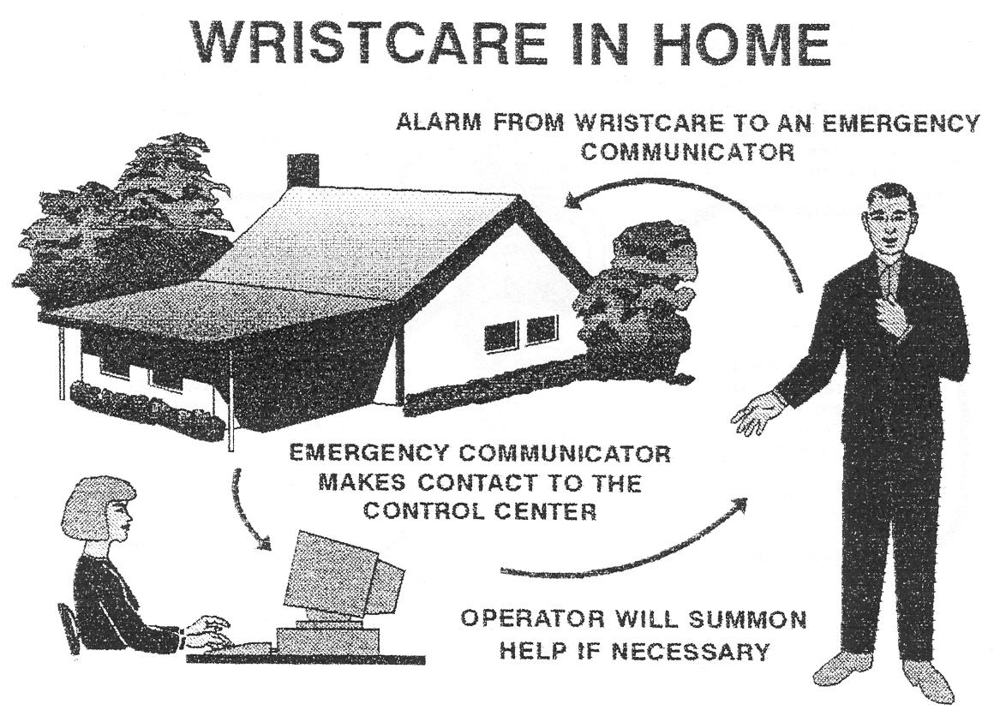 WRISTCARE IN HOME
ALARM FROM WRISTCARE TO AN EMERGENCY
COMMUNICATOR
EMERGENCY COMMUNICATOR
MAKES CONTACT TO THE
CONTROL CENTER
OPERATOR WILL SUMMON
HELP IF NECESSARY